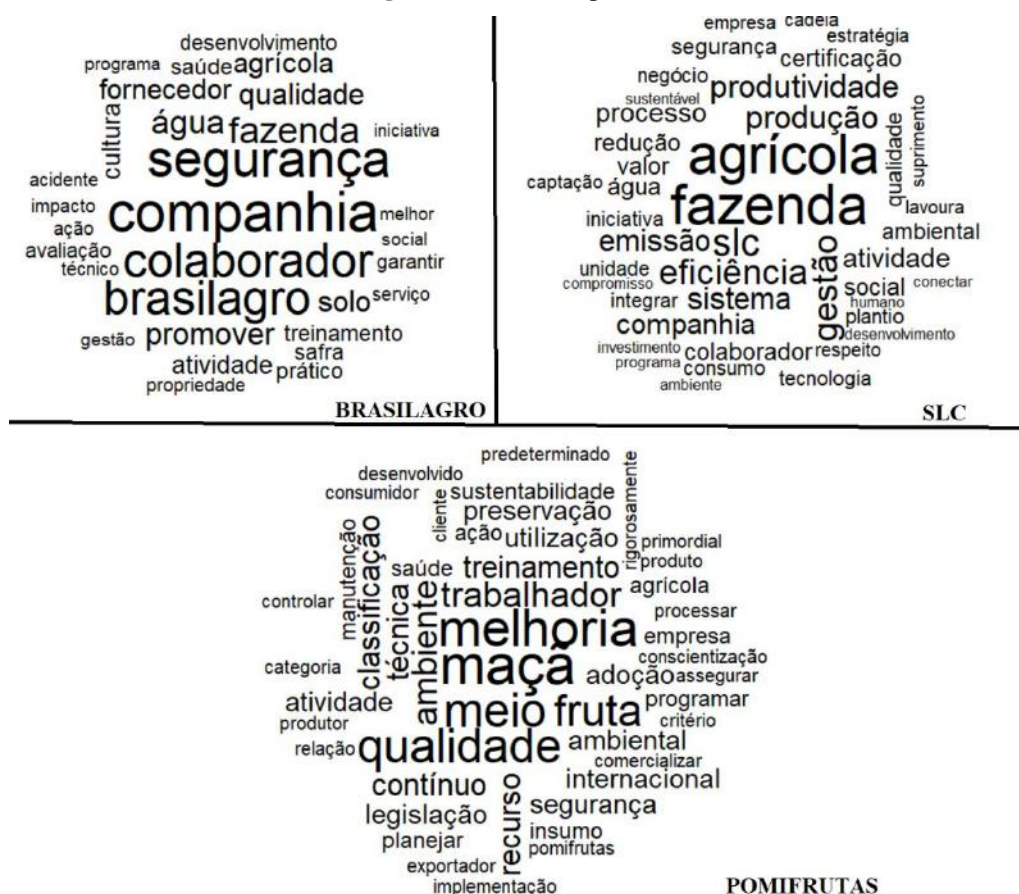 desenvolvimento
programa saúde agrícola
fornecedor qualidade
cultura
água fazenda iniciativa
segurança
acidente
companhia melhor
impacto
ação social
avaliação colaborador garantir
técnico
brasilagro solo serviço
gestão promover treinamento
safra
atividade prático
propriedade
BRASILAGRO
empresa cadeia
estratégia
segurança certificação
negócio produtividade
sustentável
processo produção
redução agrícola qualidade suprimento
valor
captação água fazenda lavoura
iniciativa
emissão slc gestão ambiental
unidade eficiência atividade
compromisso social conectar
integrar sistema humano
companhia plantio
desenvolvimento
investimento colaborador respeito
programa consumo
ambiente tecnologia
SLC
predeterminado
desenvolvido
consumidor cliente sustentabilidade rigorosamente
preservação
ação utilização primordial
manutenção classificação saúde treinamento produto
agrícola
controlar técnica ambiente trabalhador processar
melhoria empresa
conscientização
categoria maçã adoção assegurar
atividade meio fruta programar
produtor critério
relação qualidade ambiental
comercializar
contínuo recurso internacional
legislação segurança
planejar insumo
pomifrutas
exportador
implementação
POMIFRUTAS